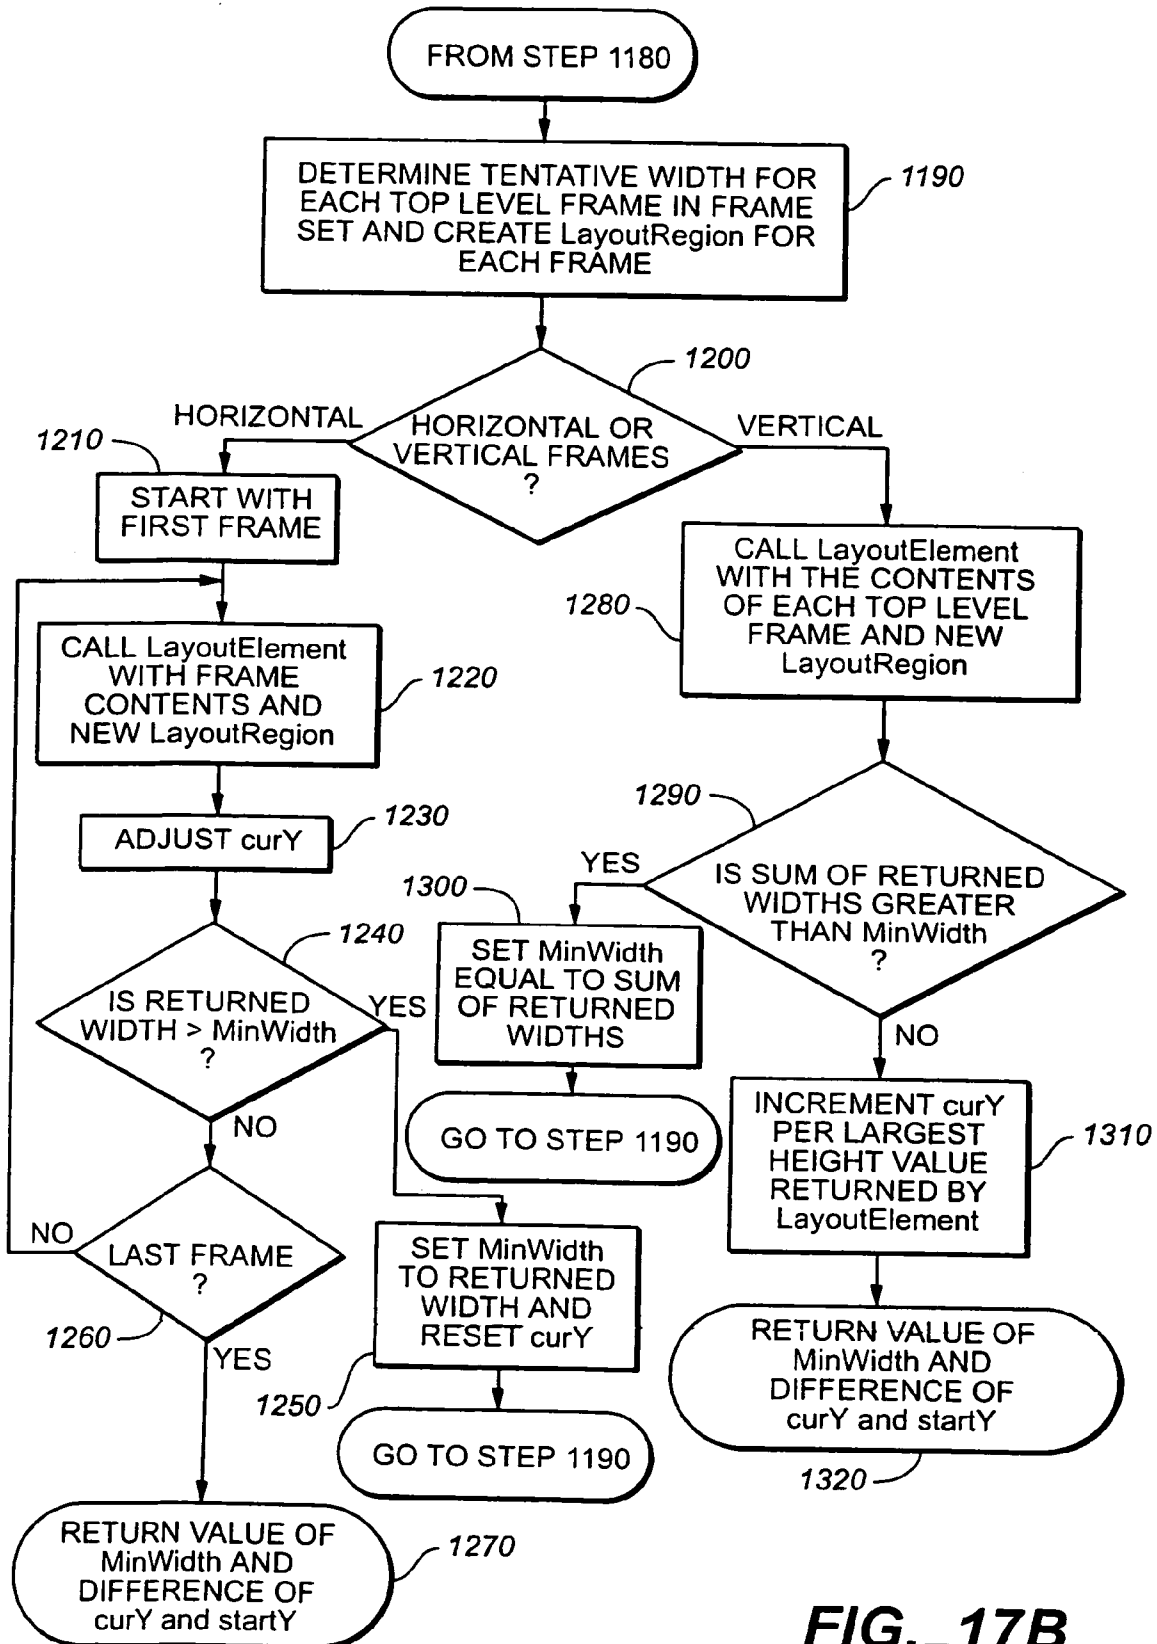 FROM STEP 1180
DETERMINE TENTATIVE WIDTH FOR
EACH TOP LEVEL FRAME IN FRAME
SET AND CREATE LayoutRegion FOR
EACH FRAME
1190
1200
HORIZONTAL OR
VERTICAL FRAMES
?
HORIZONTAL
VERTICAL
1210
START WITH
FIRST FRAME
CALL LayoutElement
WITH FRAME
CONTENTS AND
NEW LayoutRegion
1220
ADJUST curY
1230
1240
IS RETURNED
WIDTH > MinWidth
?
YES
NO
LAST FRAME
?
NO
1260
YES
SET MinWidth
TO RETURNED
WIDTH AND
RESET curY
1250
GO TO STEP 1190
RETURN VALUE OF
MinWidth AND
DIFFERENCE OF
curY and startY
1270
CALL LayoutElement
WITH THE CONTENTS
OF EACH TOP LEVEL
FRAME AND NEW
LayoutRegion
1280
1290
IS SUM OF RETURNED
WIDTHS GREATER
THAN MinWidth
?
YES
NO
1300
SET MinWidth
EQUAL TO SUM
OF RETURNED
WIDTHS
GO TO STEP 1190
INCREMENT curY
PER LARGEST
HEIGHT VALUE
RETURNED BY
LayoutElement
1310
RETURN VALUE OF
MinWidth AND
DIFFERENCE OF
curY and startY
1320
FIG._17B